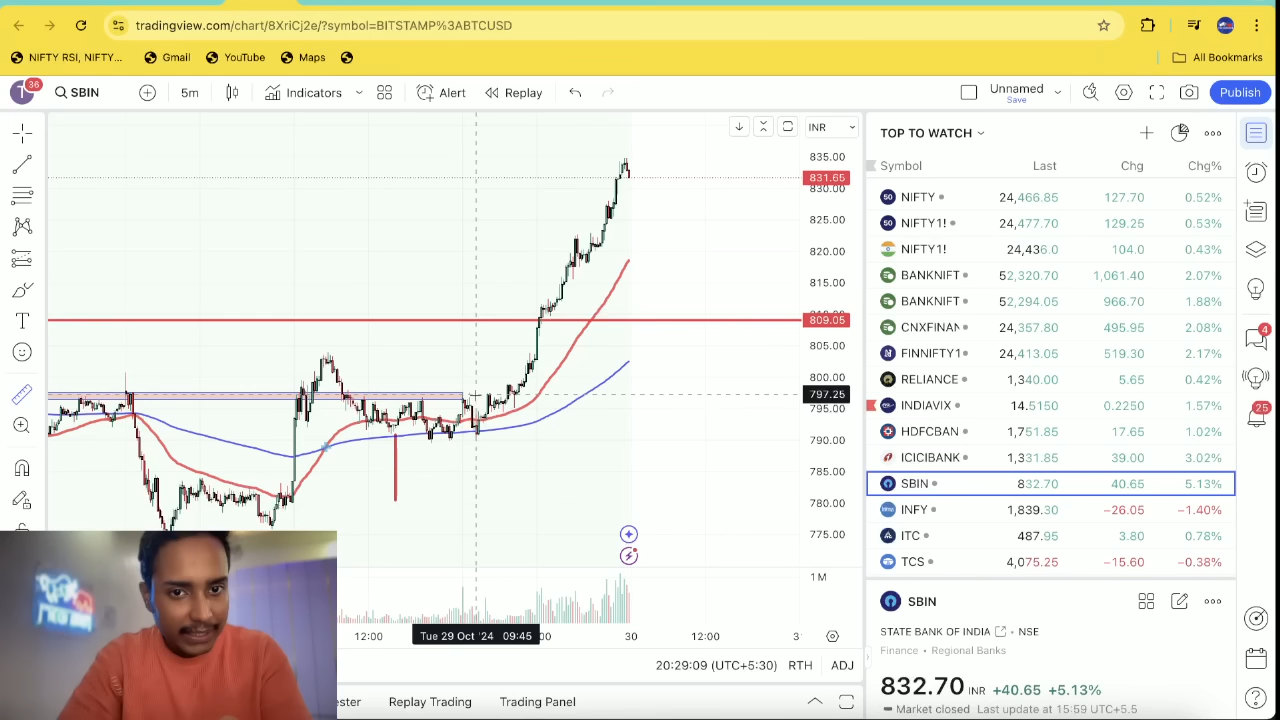 tradingview.com/chart/8XriCj2e/?symbol=BITSTAMP%3ABTCUSD
NIFTY RSI, NIFTY... Gmail YouTube Maps All Bookmarks
T 36 SBIN 5m Indicators Alert Replay Unnamed Save Publish
INR
835.00
831.65
830.00
825.00
820.00
815.00
809.05
805.00
800.00
797.25
795.00
790.00
785.00
780.00
775.00
1 M
12:00 Tue 29 Oct '24 09:45 :00 30 12:00 3
20:29:09 (UTC+5:30) RTH ADJ
ester Replay Trading Trading Panel
TOP TO WATCH
Symbol Last Chg Chg%
50 NIFTY 24,466.85 127.70 0.52%
50 NIFTY1! 24,477.70 129.25 0.53%
NIFTY1! 24,436.0 104.0 0.43%
BANKNIFT 52,320.70 1,061.40 2.07%
BANKNIFT 52,294.05 966.70 1.88%
CNXFINAN 24,357.80 495.95 2.08%
FINNIFTY1 24,413.05 519.30 2.17%
RELIANCE 1,340.00 5.65 0.42%
INDIAVIX 14.5150 0.2250 1.57%
HDFCBAN 1,751.85 17.65 1.02%
ICICIBANK 1,331.85 39.00 3.02%
SBIN 832.70 40.65 5.13%
INFY 1,839.30 −26.05 −1.40%
ITC 487.95 3.80 0.78%
TCS 4,075.25 −15.60 −0.38%
SBIN
STATE BANK OF INDIA • NSE
Finance • Regional Banks
832.70 INR +40.65 +5.13%
Market closed Last update at 15:59 UTC+5.5
4
25